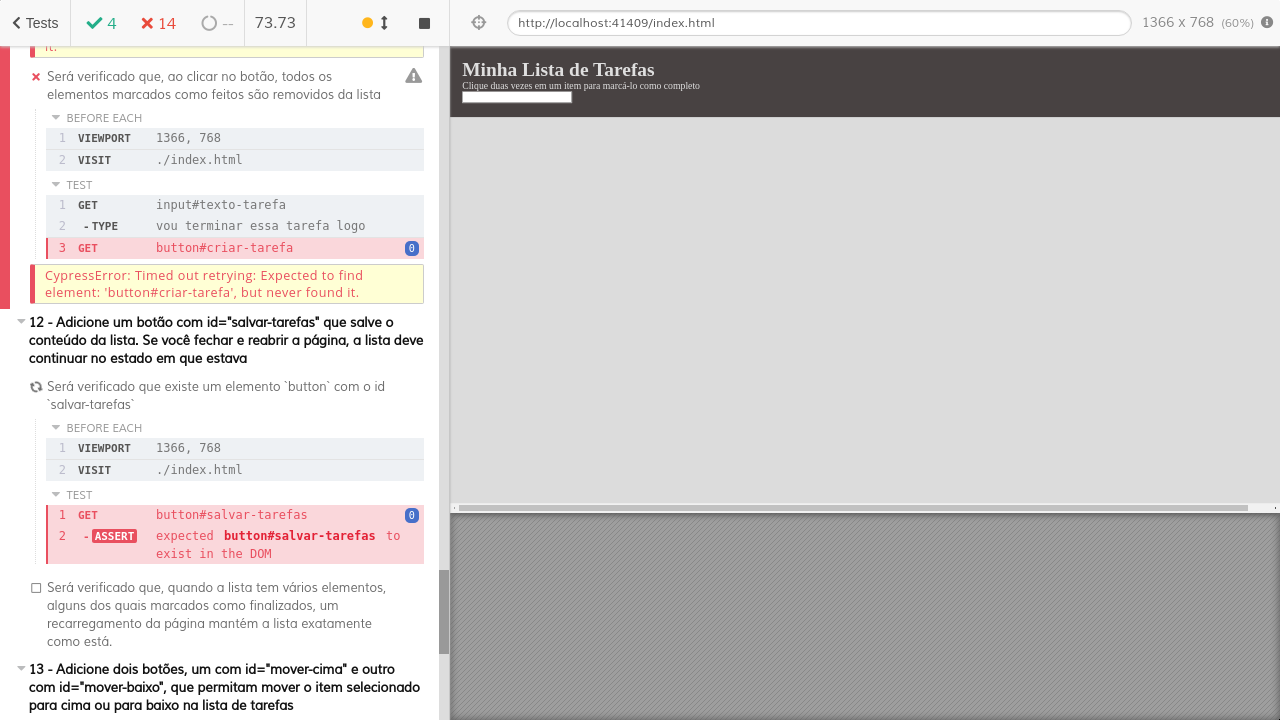 Tests 4 14 -- 73.73 http://localhost:41409/index.html 1366 x 768 (60%)
it.
Será verificado que, ao clicar no botão, todos os
elementos marcados como feitos são removidos da lista
BEFORE EACH
1 VIEWPORT 1366, 768
2 VISIT ./index.html
TEST
1 GET input#texto-tarefa
2 - TYPE vou terminar essa tarefa logo
3 GET button#criar-tarefa 0
CypressError: Timed out retrying: Expected to find
element: 'button#criar-tarefa', but never found it.
12 - Adicione um botão com id="salvar-tarefas" que salve o
conteúdo da lista. Se você fechar e reabrir a página, a lista deve
continuar no estado em que estava
Será verificado que existe um elemento `button` com o id
`salvar-tarefas`
BEFORE EACH
1 VIEWPORT 1366, 768
2 VISIT ./index.html
TEST
1 GET button#salvar-tarefas 0
2 - ASSERT expected button#salvar-tarefas to
exist in the DOM
Será verificado que, quando a lista tem vários elementos,
alguns dos quais marcados como finalizados, um
recarregamento da página mantém a lista exatamente
como está.
13 - Adicione dois botões, um com id="mover-cima" e outro
com id="mover-baixo", que permitam mover o item selecionado
para cima ou para baixo na lista de tarefas
Minha Lista de Tarefas
Clique duas vezes em um item para marcá-lo como completo